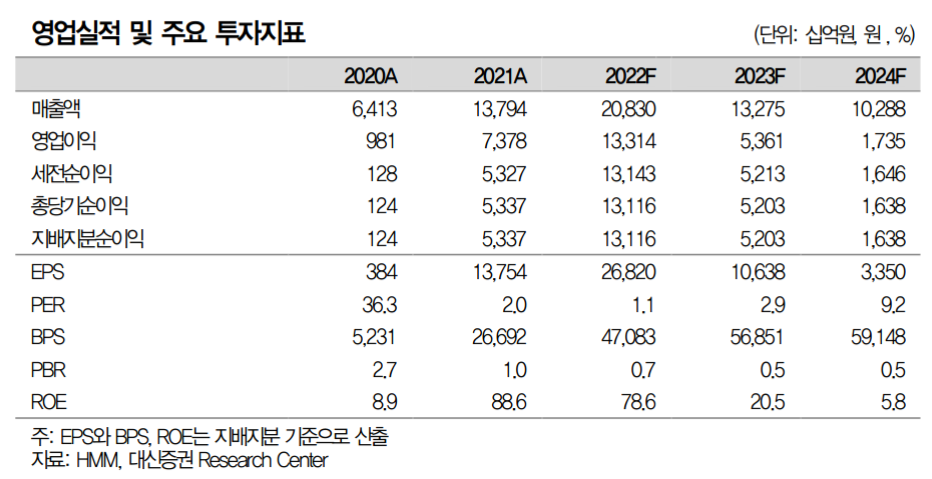 영업실적 및 주요 투자지표 (단위: 십억원, 원 , %)
2020A 2021A 2022F 2023F 2024F
매출액 6,413 13,794 20,830 13,275 10,288
영업이익 981 7,378 13,314 5,361 1,735
세전순이익 128 5,327 13,143 5,213 1,646
총당기순이익 124 5,337 13,116 5,203 1,638
지배지분순이익 124 5,337 13,116 5,203 1,638
EPS 384 13,754 26,820 10,638 3,350
PER 36.3 2.0 1.1 2.9 9.2
BPS 5,231 26,692 47,083 56,851 59,148
PBR 2.7 1.0 0.7 0.5 0.5
ROE 8.9 88.6 78.6 20.5 5.8
주: EPS와 BPS, ROE는 지배지분 기준으로 산출
자료: HMM, 대신증권 Research Center